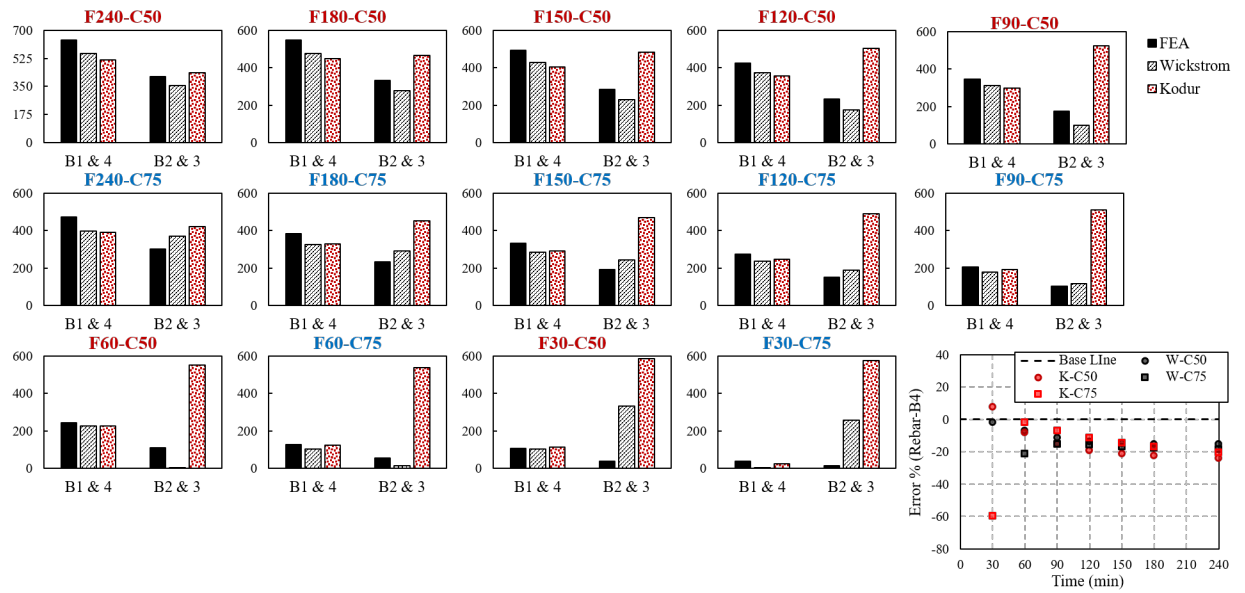 F240-C50
700
525
350
175
0
B1 & 4 B2 & 3
F180-C50
600
400
200
0
B1 & 4 B2 & 3
F150-C50
600
400
200
0
B1 & 4 B2 & 3
F120-C50
600
400
200
0
B1 & 4 B2 & 3
F90-C50
600
400
200
0
B1 & 4 B2 & 3
FEA
Wickstrom
Kodur
F240-C75
600
400
200
0
B1 & 4 B2 & 3
F180-C75
600
400
200
0
B1 & 4 B2 & 3
F150-C75
600
400
200
0
B1 & 4 B2 & 3
F120-C75
600
400
200
0
B1 & 4 B2 & 3
F90-C75
600
400
200
0
B1 & 4 B2 & 3
F60-C50
600
400
200
0
B1 & 4 B2 & 3
F60-C75
600
400
200
0
B1 & 4 B2 & 3
F30-C50
600
400
200
0
B1 & 4 B2 & 3
F30-C75
600
400
200
0
B1 & 4 B2 & 3
Error % (Rebar-B4)
40
20
0
-20
-40
-60
-80
Base LIne W-C50
K-C50 W-C75
K-C75
0 30 60 90 120 150 180 210 240
Time (min)